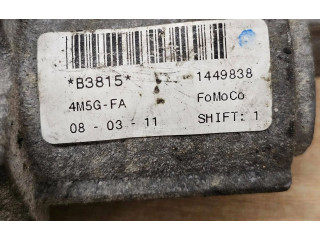 *B3815*
1449838
4M5G-FA
FoMoCo
08 - 03 - 11
SHIFT: 1